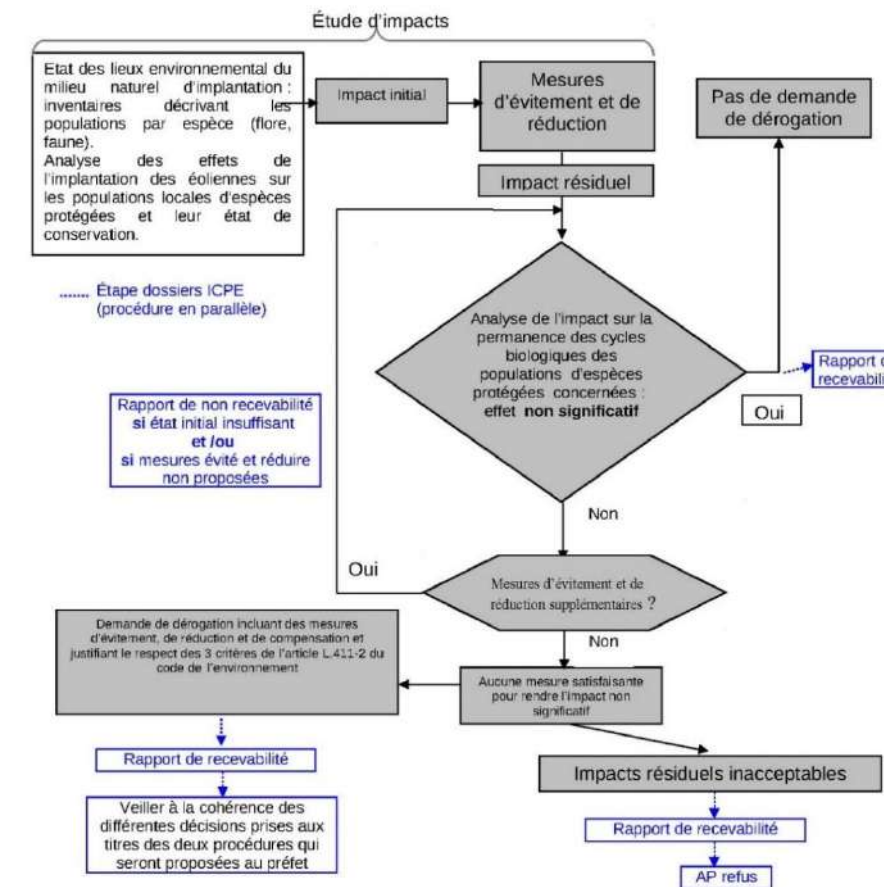 Étude d'impacts
Etat des lieux environnemental du
milieu naturel d'implantation :
inventaires décrivant les
populations par espèce (flore,
faune).
Analyse des effets de
l'implantation des éoliennes sur
les populations locales d'espèces
protégées et leur état de
conservation.
Impact initial
Mesures
d'évitement et de
réduction
Pas de demande
de dérogation
Impact résiduel
....... Étape dossiers ICPE
(procédure en parallèle)
Analyse de l'impact sur la
permanence des cycles
biologiques des
populations d'espèces
protégées concernées :
effet non significatif
Rapport de non recevabilité
si état initial insuffisant
et /ou
si mesures évité et réduire
non proposées
Rapport d
recevabili
Oui
Non
Oui
Mesures d'évitement et de
réduction supplémentaires ?
Non
Demande de dérogation incluant des mesures
d'évitement, de réduction et de compensation et
justifiant le respect des 3 critères de l'article L.411-2 du
code de l'environnement
Aucune mesure satisfaisante
pour rendre l'impact non
significatif
Rapport de recevabilité
Impacts résiduels inacceptables
Veiller à la cohérence des
différentes décisions prises aux
titres des deux procédures qui
seront proposées au préfet
Rapport de recevabilité
AP refus